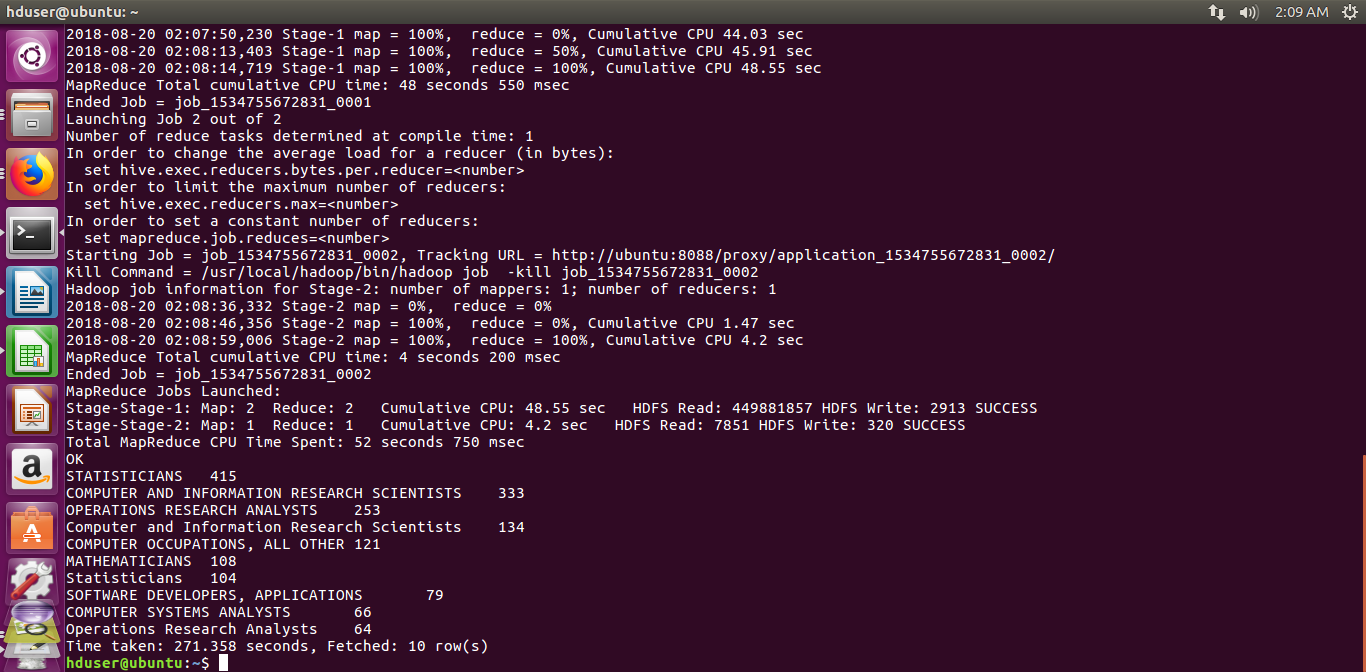 hduser@ubuntu: ~
2:09 AM
2018-08-20 02:07:50,230 Stage-1 map = 100%,  reduce = 0%, Cumulative CPU 44.03 sec
2018-08-20 02:08:13,403 Stage-1 map = 100%,  reduce = 50%, Cumulative CPU 45.91 sec
2018-08-20 02:08:14,719 Stage-1 map = 100%,  reduce = 100%, Cumulative CPU 48.55 sec
MapReduce Total cumulative CPU time: 48 seconds 550 msec
Ended Job = job_1534755672831_0001
Launching Job 2 out of 2
Number of reduce tasks determined at compile time: 1
In order to change the average load for a reducer (in bytes):
  set hive.exec.reducers.bytes.per.reducer=<number>
In order to limit the maximum number of reducers:
  set hive.exec.reducers.max=<number>
In order to set a constant number of reducers:
  set mapreduce.job.reduces=<number>
Starting Job = job_1534755672831_0002, Tracking URL = http://ubuntu:8088/proxy/application_1534755672831_0002/
Kill Command = /usr/local/hadoop/bin/hadoop job  -kill job_1534755672831_0002
Hadoop job information for Stage-2: number of mappers: 1; number of reducers: 1
2018-08-20 02:08:36,332 Stage-2 map = 0%,  reduce = 0%
2018-08-20 02:08:46,356 Stage-2 map = 100%,  reduce = 0%, Cumulative CPU 1.47 sec
2018-08-20 02:08:59,006 Stage-2 map = 100%,  reduce = 100%, Cumulative CPU 4.2 sec
MapReduce Total cumulative CPU time: 4 seconds 200 msec
Ended Job = job_1534755672831_0002
MapReduce Jobs Launched:
Stage-Stage-1: Map: 2  Reduce: 2   Cumulative CPU: 48.55 sec   HDFS Read: 449881857 HDFS Write: 2913 SUCCESS
Stage-Stage-2: Map: 1  Reduce: 1   Cumulative CPU: 4.2 sec   HDFS Read: 7851 HDFS Write: 320 SUCCESS
Total MapReduce CPU Time Spent: 52 seconds 750 msec
OK
STATISTICIANS	415
COMPUTER AND INFORMATION RESEARCH SCIENTISTS	333
OPERATIONS RESEARCH ANALYSTS	253
Computer and Information Research Scientists	134
COMPUTER OCCUPATIONS, ALL OTHER	121
MATHEMATICIANS	108
Statisticians	104
SOFTWARE DEVELOPERS, APPLICATIONS	79
COMPUTER SYSTEMS ANALYSTS	66
Operations Research Analysts	64
Time taken: 271.358 seconds, Fetched: 10 row(s)
hduser@ubuntu:~$